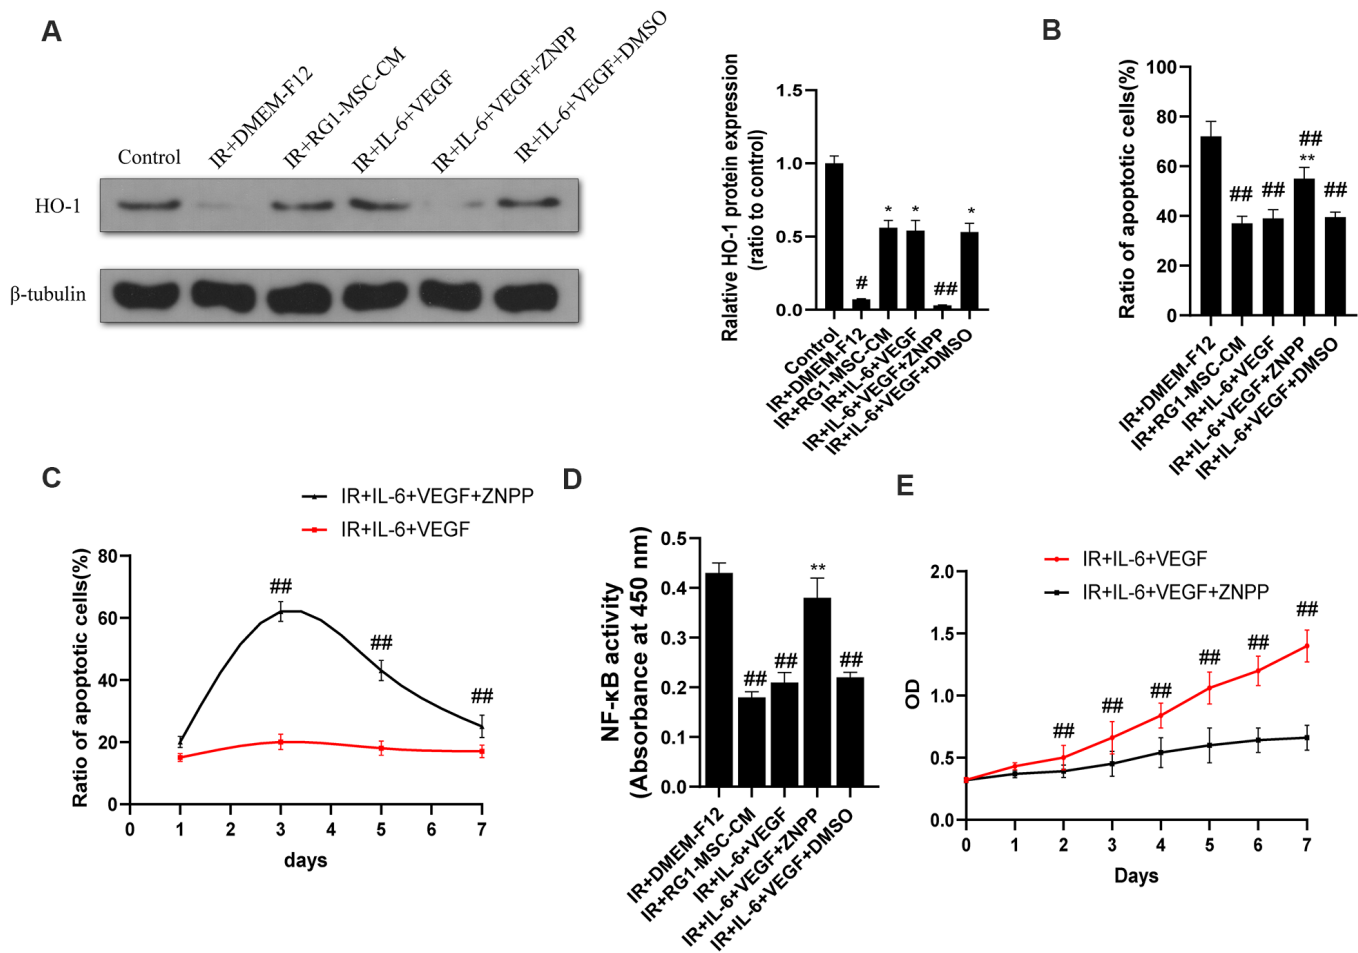 A
Control
IR+DMEM-F12
IR+RG1-MSC-CM
IR+IL-6+VEGF
IR+IL-6+VEGF+ZNPP
IR+IL-6+VEGF+DMSO
HO-1
β-tubulin
Ralative HO-1 protein expression
(ratio to control)
1.5
1.0
0.5
0.0
#
*
*
##
*
Control
IR+DMEM-F12
IR+RG1-MSC-CM
IR+IL-6+VEGF
IR+IL-6+VEGF+ZNPP
IR+IL-6+VEGF+DMSO
B
Ratio of apoptotic cells(%)
100
80
60
40
20
0
##
##
##
**
##
IR+DMEM-F12
IR+RG1-MSC-CM
IR+IL-6+VEGF
IR+IL-6+VEGF+ZNPP
IR+IL-6+VEGF+DMSO
C
IR+IL-6+VEGF+ZNPP
IR+IL-6+VEGF
Ratio of apoptotic cells(%)
80
60
40
20
0
##
##
##
0 1 2 3 4 5 6 7
days
D
NF-κB activity
(Absorbance at 450 nm)
0.5
0.4
0.3
0.2
0.1
0.0
##
##
**
##
IR+DMEM-F12
IR+RG1-MSC-CM
IR+IL-6+VEGF
IR+IL-6+VEGF+ZNPP
IR+IL-6+VEGF+DMSO
E
IR+IL-6+VEGF
IR+IL-6+VEGF+ZNPP
OD
2.0
1.5
1.0
0.5
0.0
##
##
##
##
##
##
0 1 2 3 4 5 6 7
Days